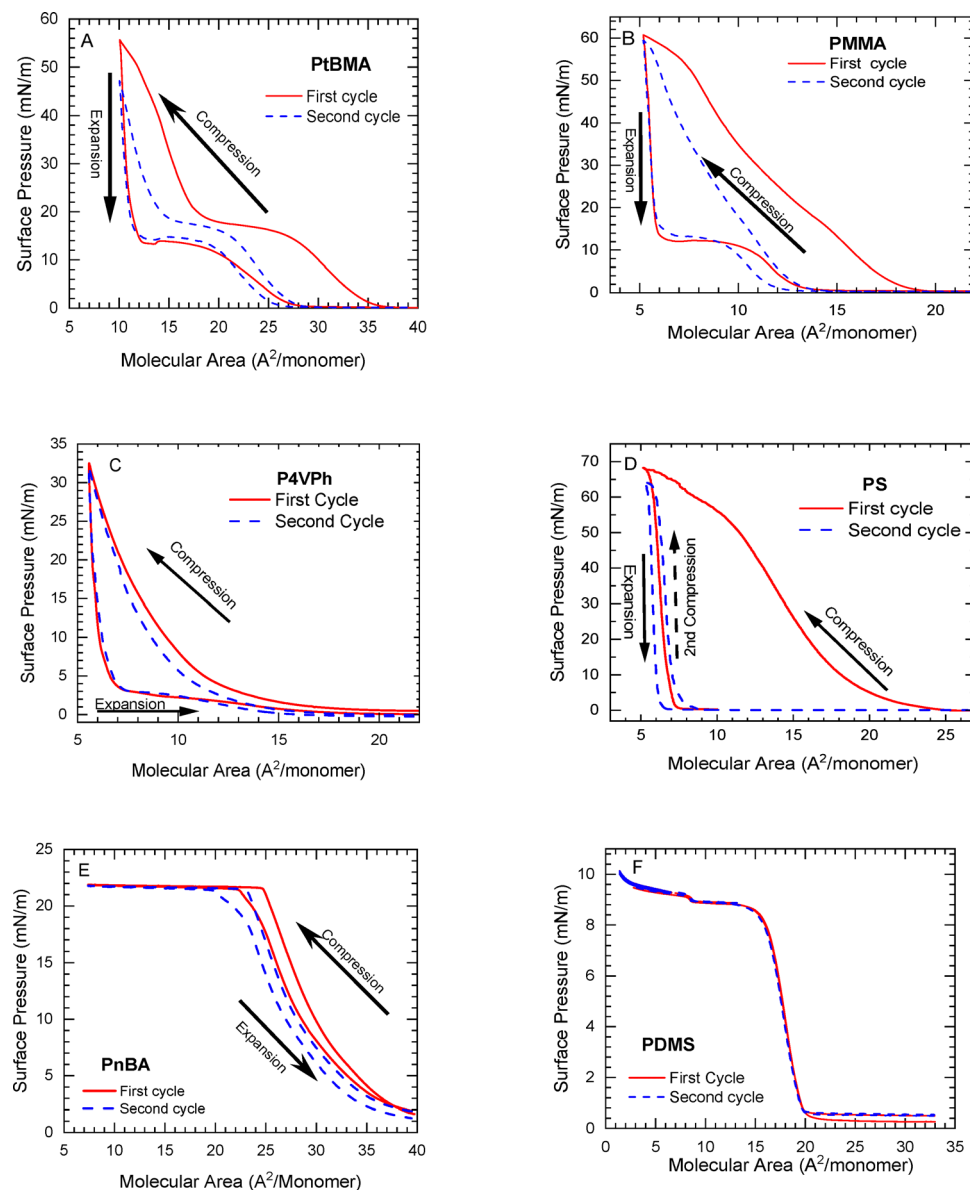 A
PtBMA
First cycle
Second cycle
Expansion
Compression
Surface Pressure (mN/m)
0
10
20
30
40
50
60
5
10
15
20
25
30
35
40
Molecular Area (A2/monomer)
B
PMMA
First cycle
Second cycle
Expansion
Compression
Surface Pressure (mN/m)
0
10
20
30
40
50
60
5
10
15
20
Molecular Area (A2/monomer)
C
P4VPh
First Cycle
Second Cycle
Compression
Expansion
Surface Pressure (mN/m)
0
5
10
15
20
25
30
35
5
10
15
20
Molecular Area (A2/monomer)
D
PS
First cycle
Second cycle
Expansion
2nd Compression
Compression
Surface Pressure (mN/m)
0
10
20
30
40
50
60
70
5
10
15
20
25
Molecular Area (A2/monomer)
E
Compression
Expansion
PnBA
First cycle
Second cycle
Surface Pressure (mN/m)
0
5
10
15
20
25
5
10
15
20
25
30
35
40
Molecular Area (A2/Monomer)
F
PDMS
First Cycle
Second cycle
Surface Pressure (mN/m)
0
2
4
6
8
10
0
5
10
15
20
25
30
35
Molecular Area (A2/monomer)